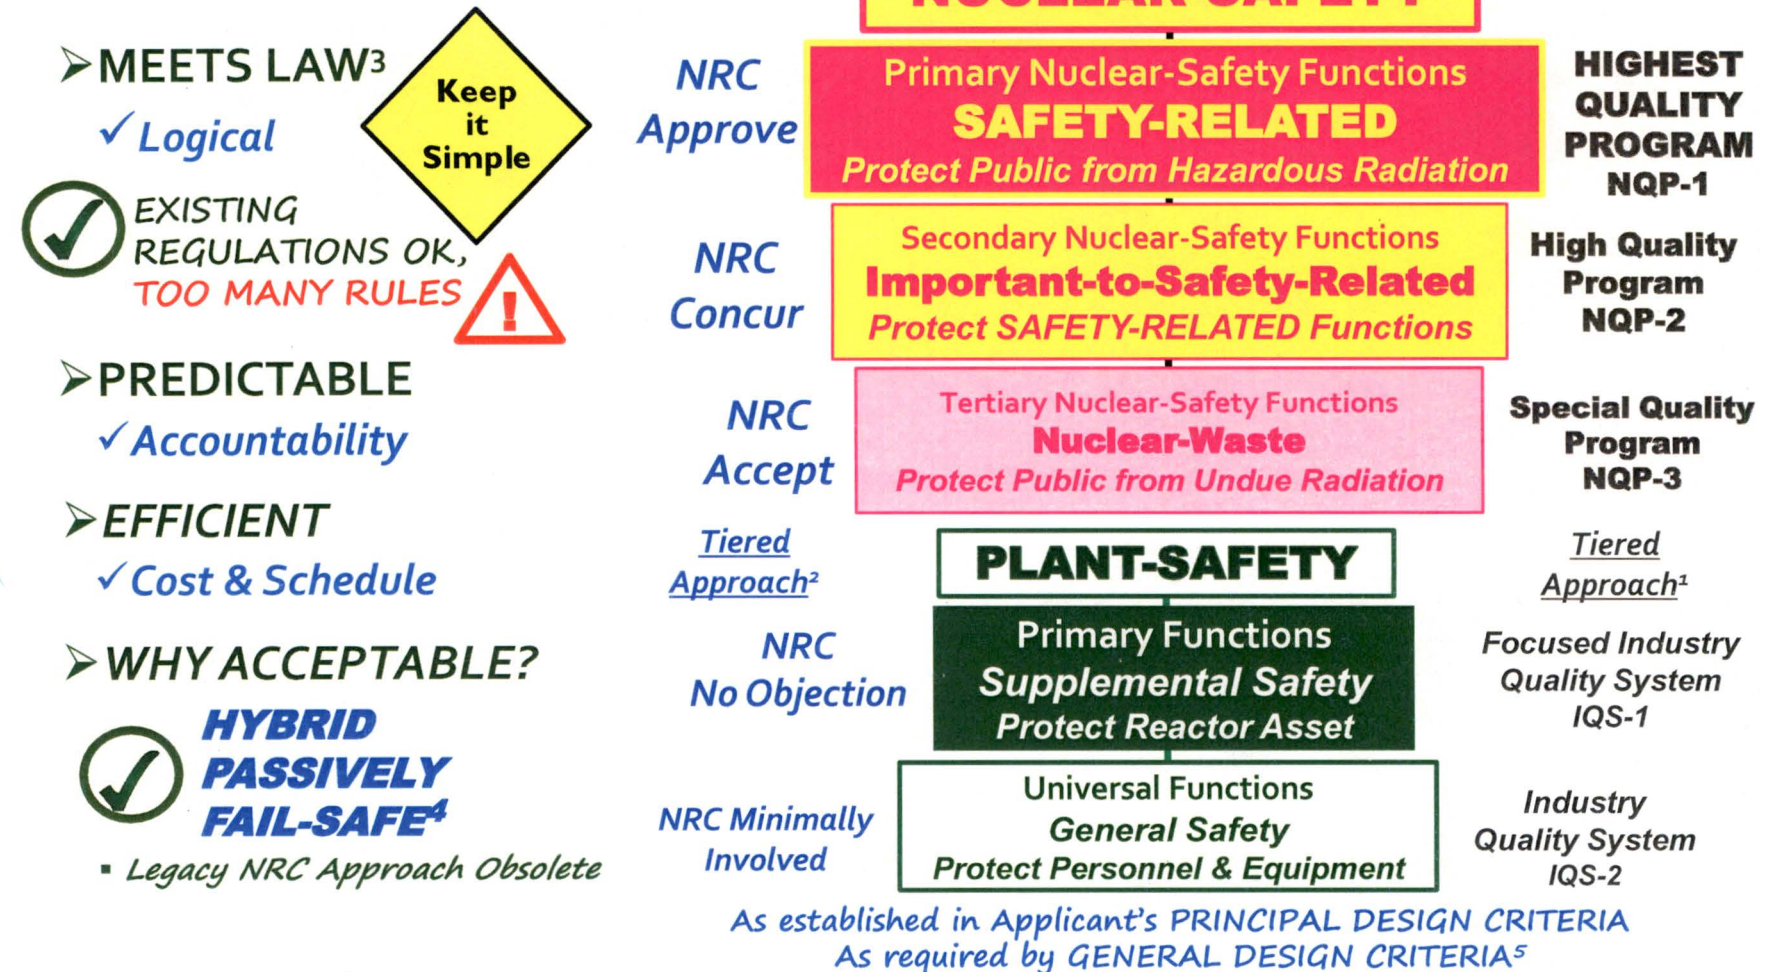 ➢MEETS LAW³
✓ Logical
Keep
it
Simple
EXISTING
REGULATIONS OK,
TOO MANY RULES
!
➢PREDICTABLE
✓ Accountability
➢EFFICIENT
✓ Cost & Schedule
➢WHY ACCEPTABLE?
HYBRID
PASSIVELY
FAIL-SAFE⁴
▪ Legacy NRC Approach Obsolete
NUCLEAR-SAFETY
NRC
Approve
Primary Nuclear-Safety Functions
SAFETY-RELATED
Protect Public from Hazardous Radiation
HIGHEST
QUALITY
PROGRAM
NQP-1
NRC
Concur
Secondary Nuclear-Safety Functions
Important-to-Safety-Related
Protect SAFETY-RELATED Functions
High Quality
Program
NQP-2
NRC
Accept
Tertiary Nuclear-Safety Functions
Nuclear-Waste
Protect Public from Undue Radiation
Special Quality
Program
NQP-3
Tiered
Approach²
PLANT-SAFETY
Tiered
Approach¹
NRC
No Objection
Primary Functions
Supplemental Safety
Protect Reactor Asset
Focused Industry
Quality System
IQS-1
NRC Minimally
Involved
Universal Functions
General Safety
Protect Personnel & Equipment
Industry
Quality System
IQS-2
As established in Applicant's PRINCIPAL DESIGN CRITERIA
As required by GENERAL DESIGN CRITERIA⁵